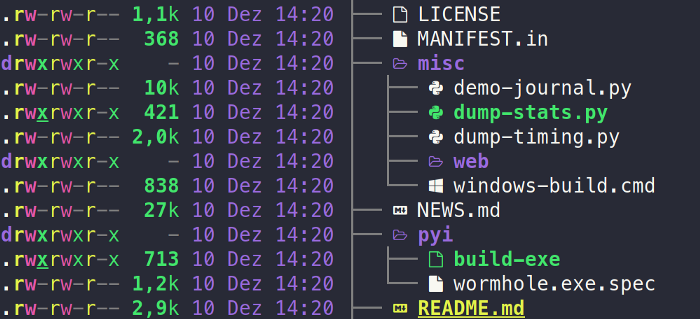 .rw-rw-r-- 1,1k 10 Dez 14:20 ├── LICENSE
.rw-rw-r-- 368 10 Dez 14:20 ├── MANIFEST.in
drwxrwxr-x - 10 Dez 14:20 ├── misc
.rw-rw-r-- 10k 10 Dez 14:20 │ ├── demo-journal.py
.rwxrwxr-x 421 10 Dez 14:20 │ ├── dump-stats.py
.rw-rw-r-- 2,0k 10 Dez 14:20 │ ├── dump-timing.py
drwxrwxr-x - 10 Dez 14:20 │ ├── web
.rw-rw-r-- 838 10 Dez 14:20 │ └── windows-build.cmd
.rw-rw-r-- 27k 10 Dez 14:20 ├── NEWS.md
drwxrwxr-x - 10 Dez 14:20 ├── pyi
.rwxrwxr-x 713 10 Dez 14:20 │ ├── build-exe
.rw-rw-r-- 1,2k 10 Dez 14:20 │ └── wormhole.exe.spec
.rw-rw-r-- 2,9k 10 Dez 14:20 ├── README.md